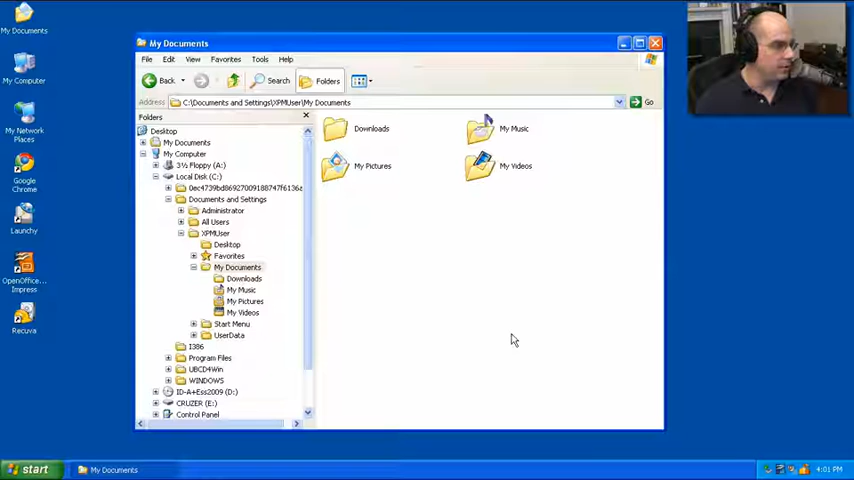 My Documents
My Computer
My Network
Places
Google
Chrome
Launchy
OpenOffice...
Impress
Recuva
My Documents
File Edit View Favorites Tools Help
Back Search Folders
Address C:\Documents and Settings\XPMUser\My Documents Go
Folders
Desktop
My Documents
My Computer
3½ Floppy (A:)
Local Disk (C:)
0ec4739bd86927009188747f6136a
Documents and Settings
Administrator
All Users
XPMUser
Desktop
Favorites
My Documents
Downloads
My Music
My Pictures
My Videos
Start Menu
UserData
I386
Program Files
UBCD4Win
WINDOWS
ID-A+Ess2009 (D:)
CRUZER (E:)
Control Panel
Downloads
My Music
My Pictures
My Videos
start
My Documents
4:01 PM